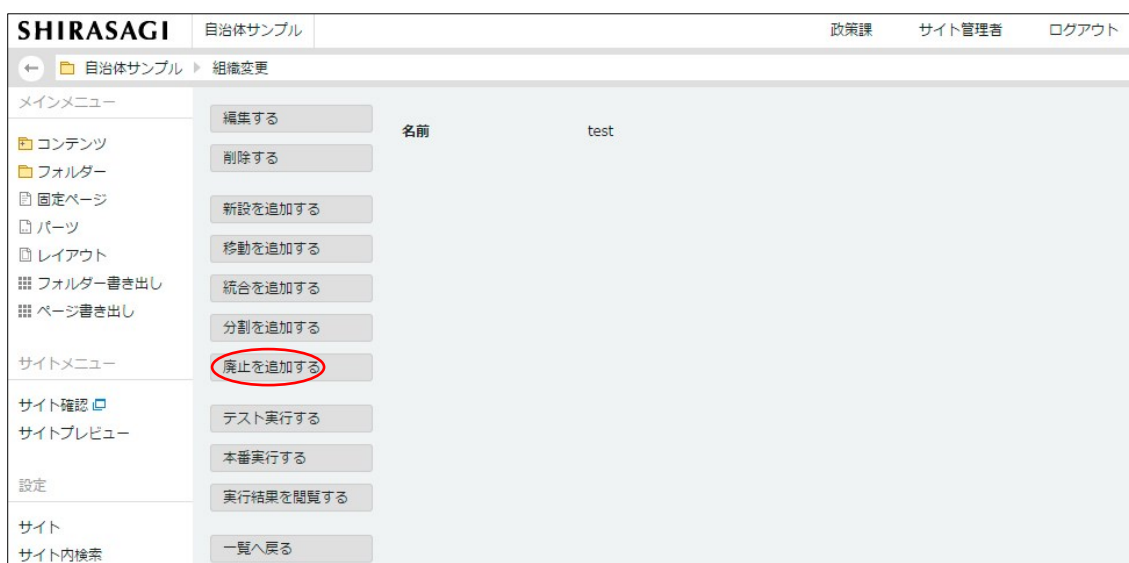 SHIRASAGI 自治体サンプル 政策課 サイト管理者 ログアウト
自治体サンプル 組織変更
メインメニュー
コンテンツ
フォルダー
固定ページ
パーツ
レイアウト
フォルダー書き出し
ページ書き出し
サイトメニュー
サイト確認
サイトプレビュー
設定
サイト
サイト内検索
編集する
削除する
新設を追加する
移動を追加する
統合を追加する
分割を追加する
廃止を追加する
テスト実行する
本番実行する
実行結果を閲覧する
一覧へ戻る
名前 test